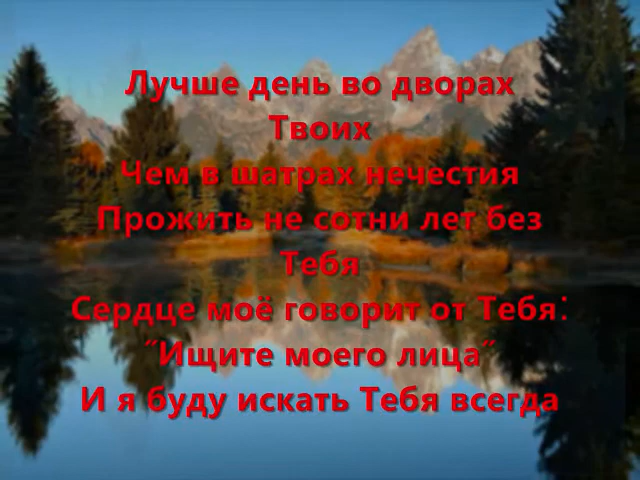 Лучше день во дворах
Твоих
Чем в шатрах нечестия
Прожить не сотни лет без
Тебя
Сердце моё говорит от Тебя:
˝Ищите моего лица˝
И я буду искать Тебя всегда